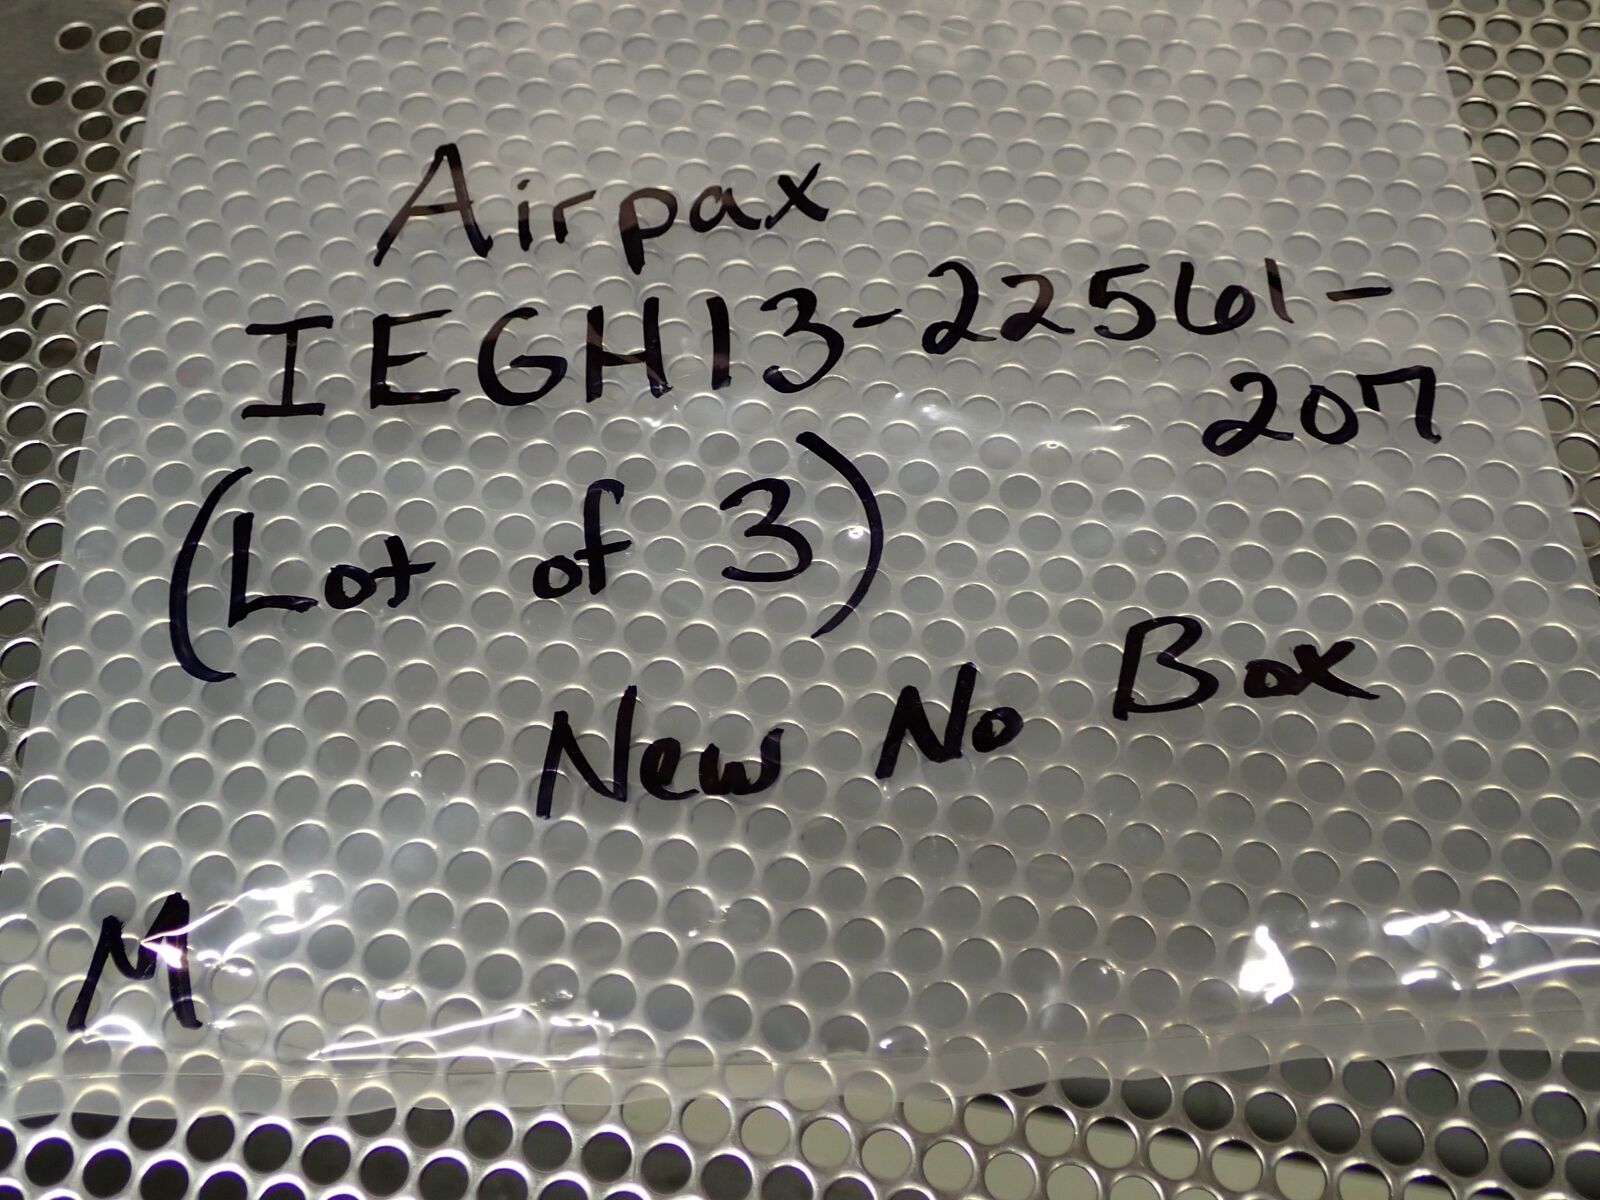 Airpax
IEGH13-22561-
207
(Lot of 3)
New No Box
M